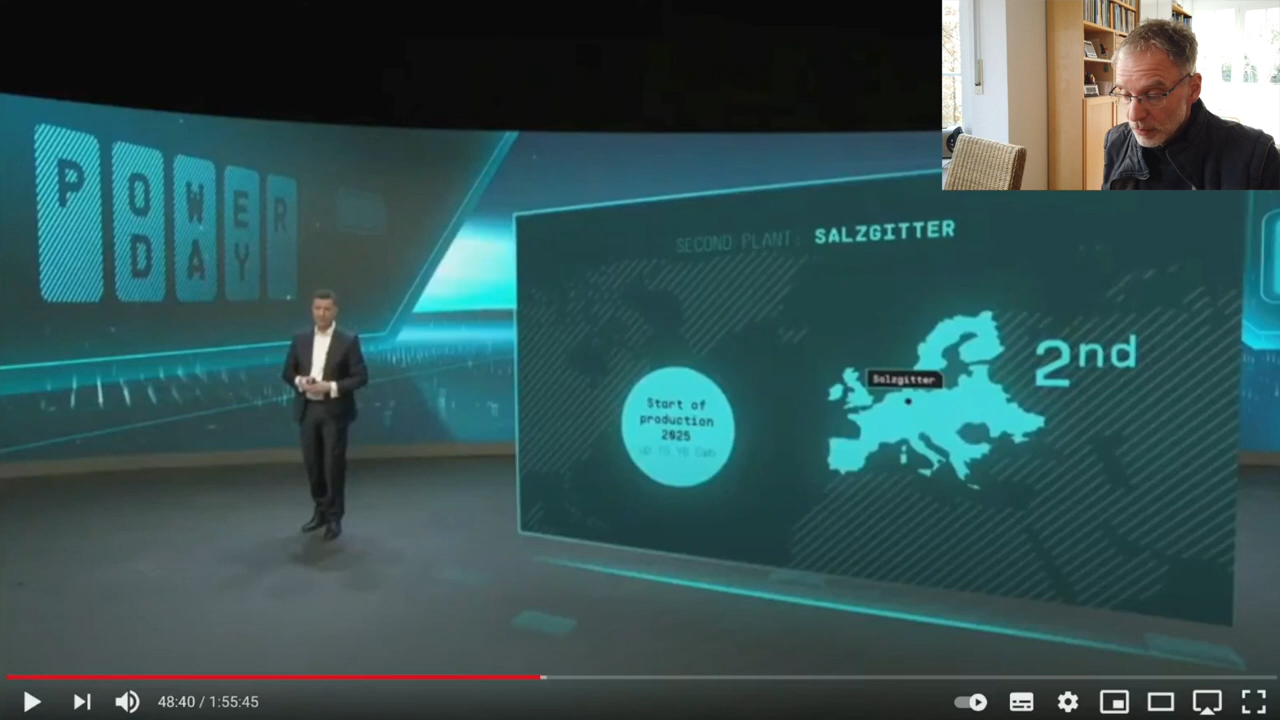 POWER
DAY
SECOND PLANT: SALZGITTER
2nd
Salzgitter
Start of
production
2025
48:40 / 1:55:45